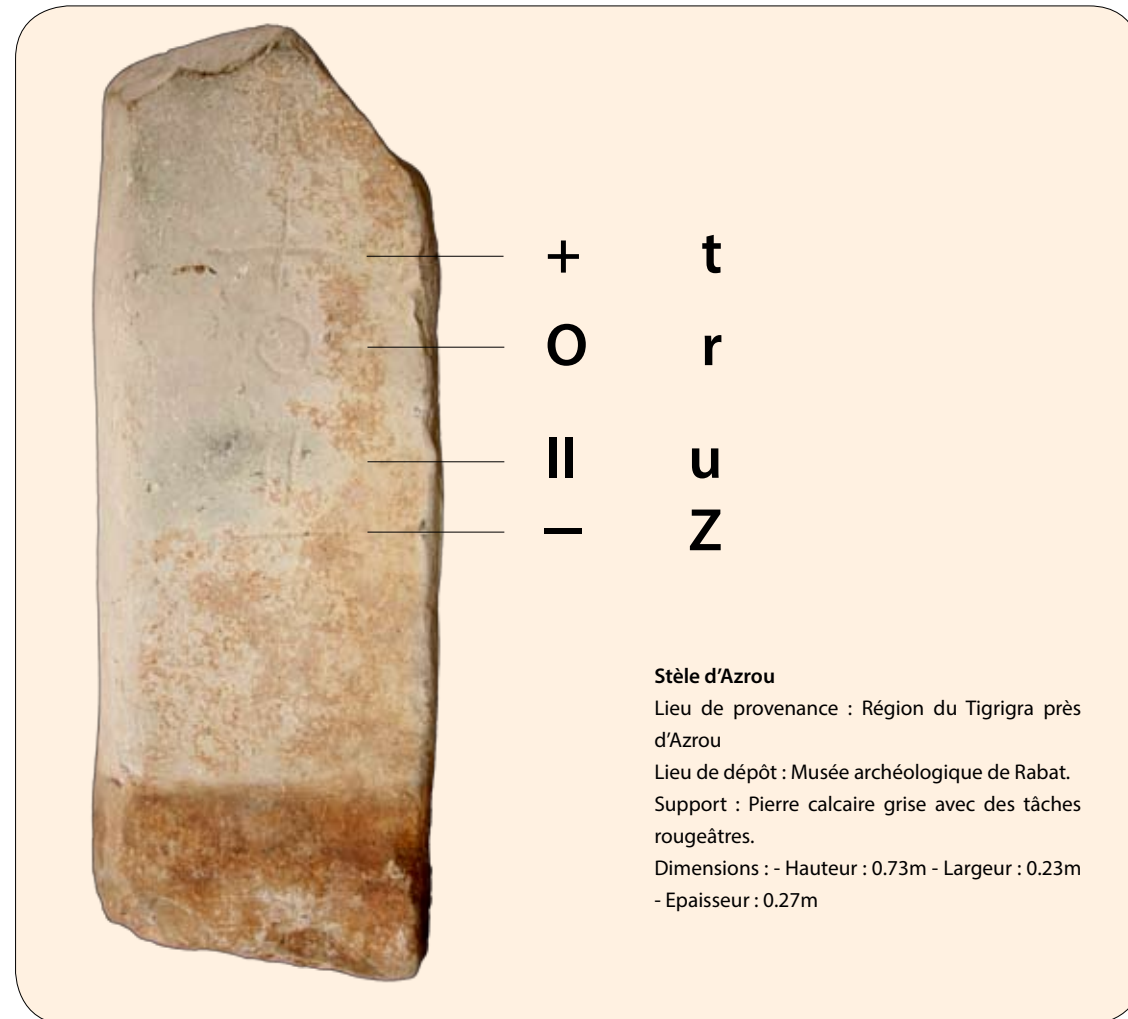 + t
O r
II u
— Z
Stèle d’Azrou
Lieu de provenance : Région du Tigrigra près
d’Azrou
Lieu de dépôt : Musée archéologique de Rabat.
Support : Pierre calcaire grise avec des tâches
rougeâtres.
Dimensions : - Hauteur : 0.73m - Largeur : 0.23m
- Epaisseur : 0.27m